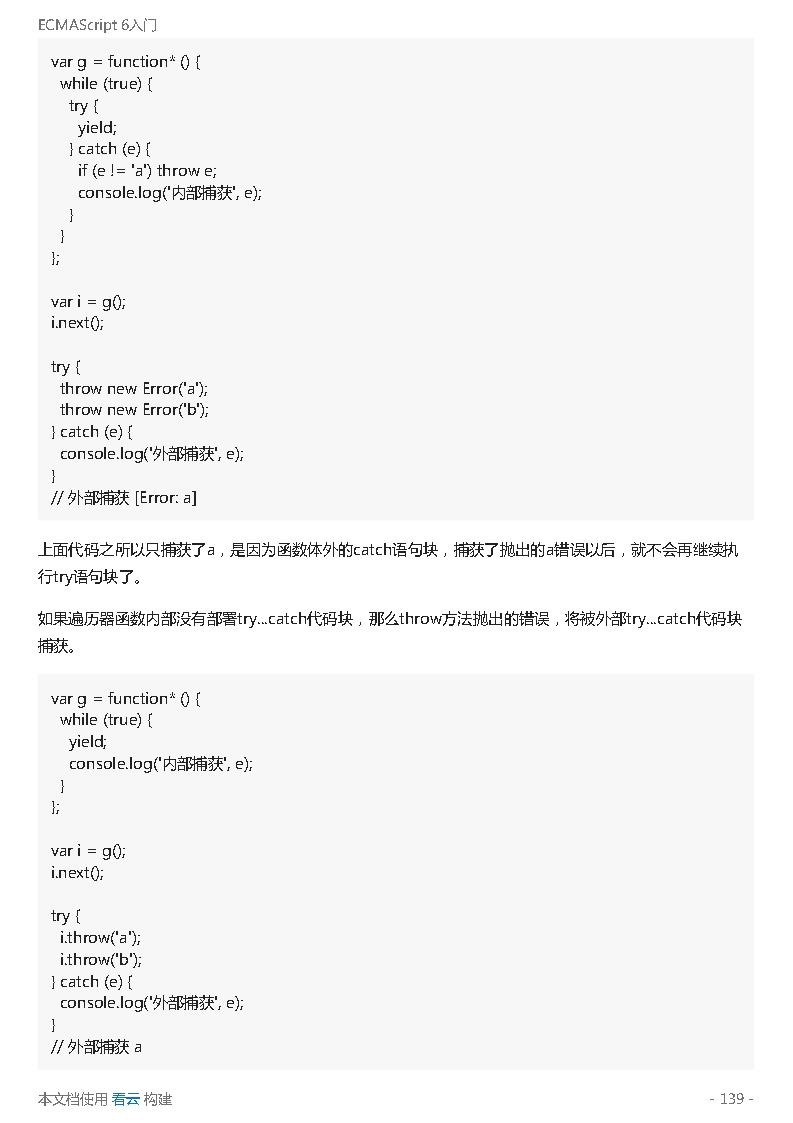 ECMAScript 6入门
var g = function* () {
  while (true) {
    try {
      yield;
    } catch (e) {
      if (e != 'a') throw e;
      console.log('内部捕获', e);
    }
  }
};

var i = g();
i.next();

try {
  throw new Error('a');
  throw new Error('b');
} catch (e) {
  console.log('外部捕获', e);
}
// 外部捕获 [Error: a]
上面代码之所以只捕获了a，是因为函数体外的catch语句块，捕获了抛出的a错误以后，就不会再继续执
行try语句块了。
如果遍历器函数内部没有部署try...catch代码块，那么throw方法抛出的错误，将被外部try...catch代码块
捕获。
var g = function* () {
  while (true) {
    yield;
    console.log('内部捕获', e);
  }
};

var i = g();
i.next();

try {
  i.throw('a');
  i.throw('b');
} catch (e) {
  console.log('外部捕获', e);
}
// 外部捕获 a
本文档使用 看云 构建
- 139 -